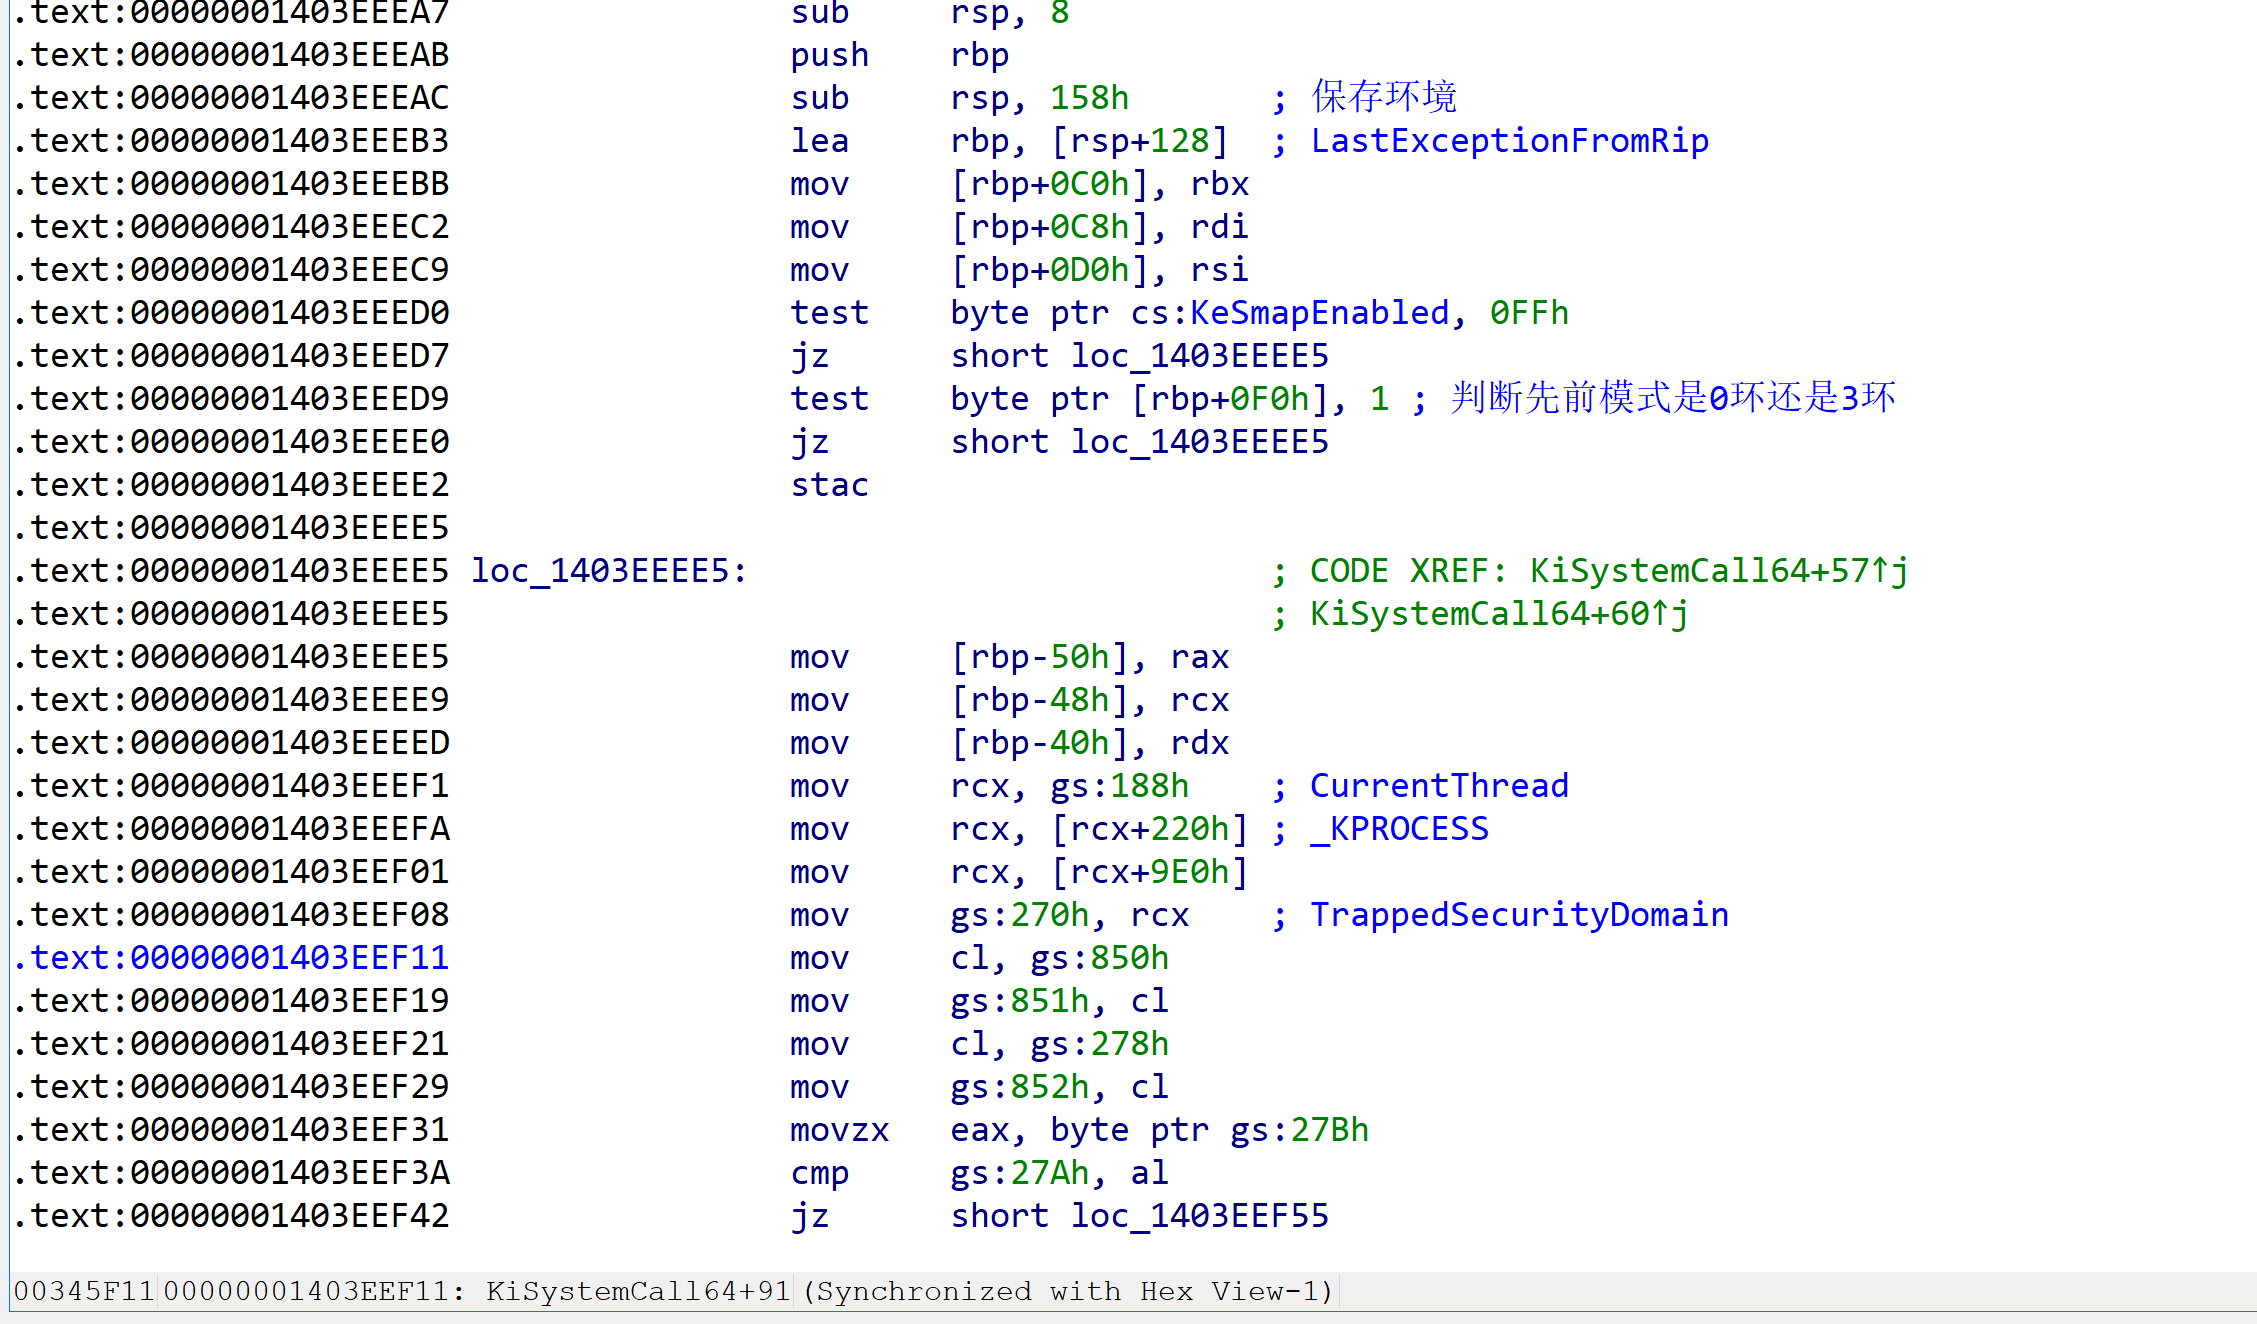 .text:00000001403EEEA7 sub rsp, 8
.text:00000001403EEEAB push rbp
.text:00000001403EEEAC sub rsp, 158h ; 保存环境
.text:00000001403EEEB3 lea rbp, [rsp+128] ; LastExceptionFromRip
.text:00000001403EEEBB mov [rbp+0C0h], rbx
.text:00000001403EEEC2 mov [rbp+0C8h], rdi
.text:00000001403EEEC9 mov [rbp+0D0h], rsi
.text:00000001403EEED0 test byte ptr cs:KeSmapEnabled, 0FFh
.text:00000001403EEED7 jz short loc_1403EEEE5
.text:00000001403EEED9 test byte ptr [rbp+0F0h], 1 ; 判断先前模式是0环还是3环
.text:00000001403EEEE0 jz short loc_1403EEEE5
.text:00000001403EEEE2 stac
.text:00000001403EEEE5
.text:00000001403EEEE5 loc_1403EEEE5: ; CODE XREF: KiSystemCall64+57↑j
.text:00000001403EEEE5 ; KiSystemCall64+60↑j
.text:00000001403EEEE5 mov [rbp-50h], rax
.text:00000001403EEEE9 mov [rbp-48h], rcx
.text:00000001403EEEED mov [rbp-40h], rdx
.text:00000001403EEEF1 mov rcx, gs:188h ; CurrentThread
.text:00000001403EEEFA mov rcx, [rcx+220h] ; _KPROCESS
.text:00000001403EEF01 mov rcx, [rcx+9E0h]
.text:00000001403EEF08 mov gs:270h, rcx ; TrappedSecurityDomain
.text:00000001403EEF11 mov cl, gs:850h
.text:00000001403EEF19 mov gs:851h, cl
.text:00000001403EEF21 mov cl, gs:278h
.text:00000001403EEF29 mov gs:852h, cl
.text:00000001403EEF31 movzx eax, byte ptr gs:27Bh
.text:00000001403EEF3A cmp gs:27Ah, al
.text:00000001403EEF42 jz short loc_1403EEF55
00345F11 00000001403EEF11: KiSystemCall64+91 (Synchronized with Hex View-1)